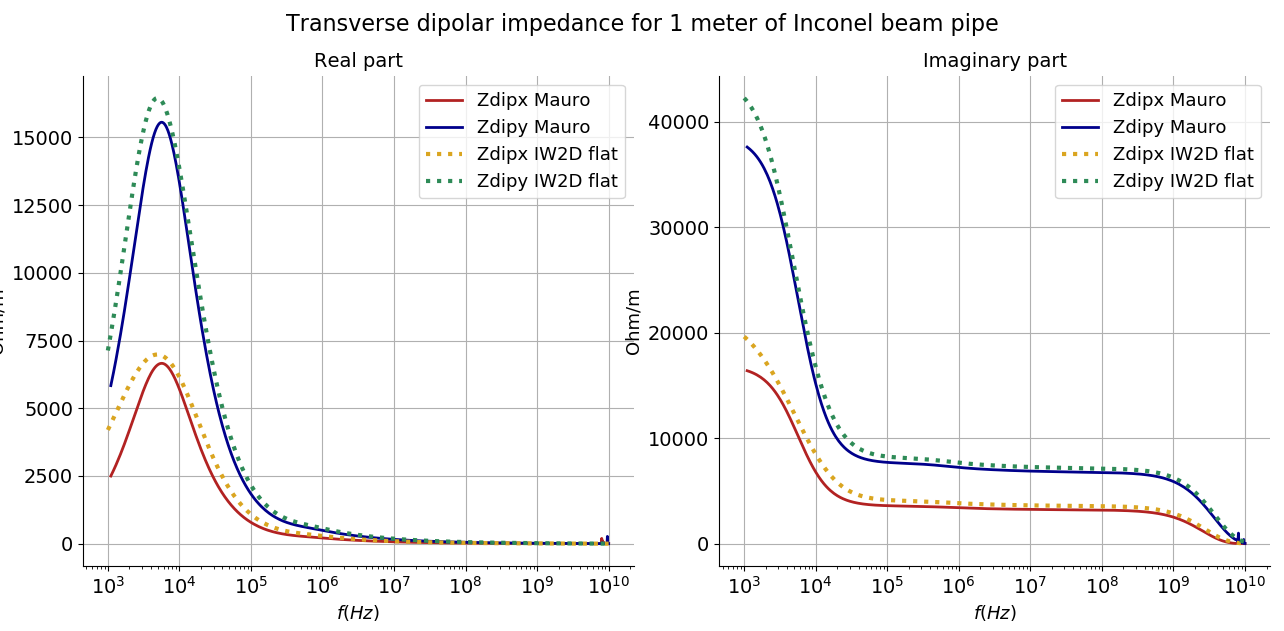 Transverse dipolar impedance for 1 meter of Inconel beam pipe
Real part
Zdipx Mauro
Zdipy Mauro
Zdipx IW2D flat
Zdipy IW2D flat
15000
12500
10000
7500
5000
2500
0
10³ 10⁴ 10⁵ 10⁶ 10⁷ 10⁸ 10⁹ 10¹⁰
f(Hz)
Imaginary part
Zdipx Mauro
Zdipy Mauro
Zdipx IW2D flat
Zdipy IW2D flat
Ohm/m
40000
30000
20000
10000
0
10³ 10⁴ 10⁵ 10⁶ 10⁷ 10⁸ 10⁹ 10¹⁰
f(Hz)